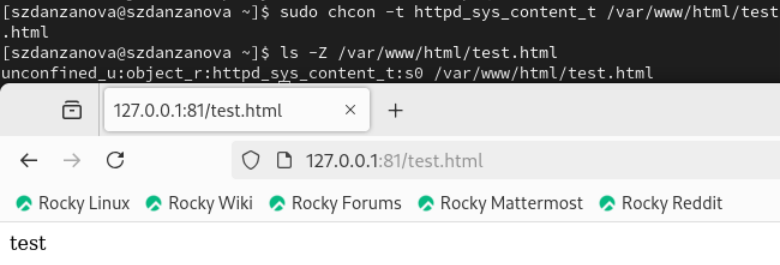 [szdanzanova@szdanzanova ~]$ sudo chcon -t httpd_sys_content_t /var/www/html/test
.html
[szdanzanova@szdanzanova ~]$ ls -Z /var/www/html/test.html
unconfined_u:object_r:httpd_sys_content_t:s0 /var/www/html/test.html
127.0.0.1:81/test.html
127.0.0.1:81/test.html
Rocky Linux Rocky Wiki Rocky Forums Rocky Mattermost Rocky Reddit
test